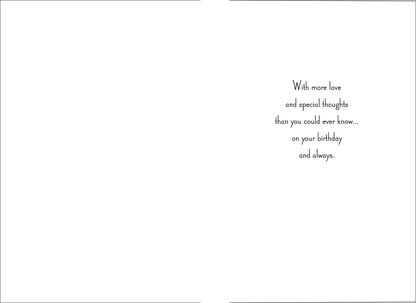 With more love
and special thoughts
than you could ever know...
on your birthday
and always.